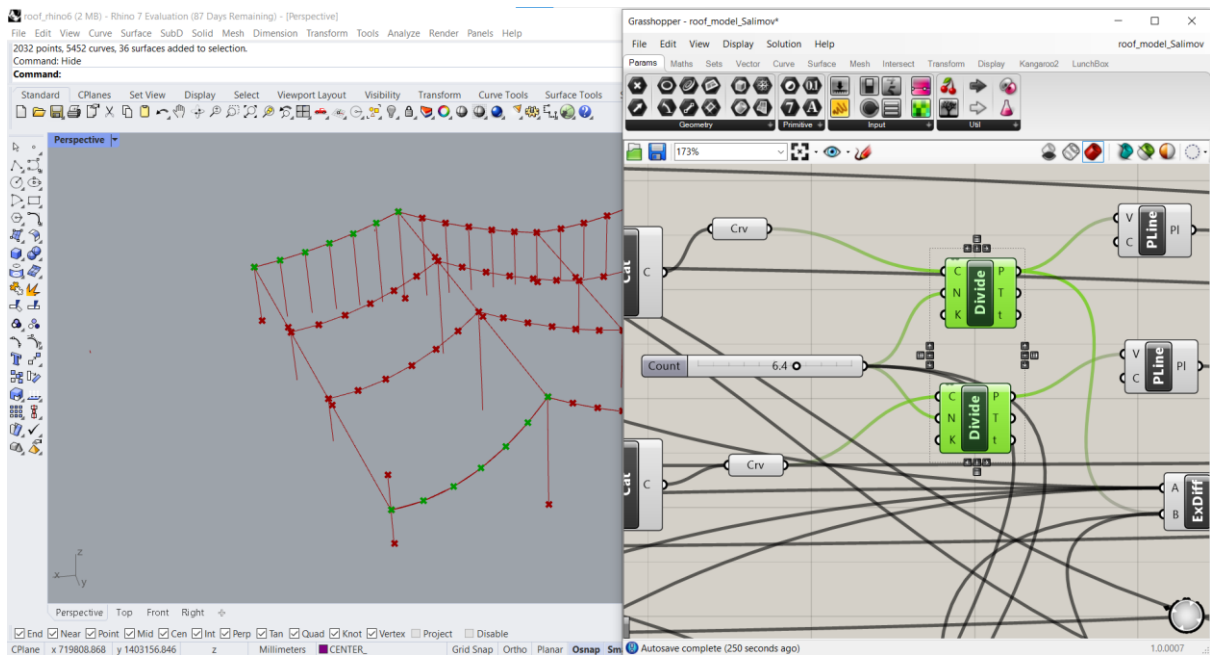 roof_rhino6 (2 MB) - Rhino 7 Evaluation (87 Days Remaining) - [Perspective]
File Edit View Curve Surface SubD Solid Mesh Dimension Transform Tools Analyze Render Panels Help
2032 points, 5452 curves, 36 surfaces added to selection.
Command: Hide
Command:
Standard CPlanes Set View Display Select Viewport Layout Visibility Transform Curve Tools Surface Tools
Perspective
z
x
y
Perspective Top Front Right
End Near Point Mid Cen Int Perp Tan Quad Knot Vertex Project Disable
CPlane x 719808.868 y 1403156.846 z Millimeters CENTER_ Grid Snap Ortho Planar Osnap Sm
Grasshopper - roof_model_Salimov*
File Edit View Display Solution Help roof_model_Salimov
Params Maths Sets Vector Curve Surface Mesh Intersect Transform Display Kangaroo2 LunchBox
Geometry Primitive Input Util
173%
Crv
V
C
PLine
Pl
Cat
C
C
N
K
Divide
P
T
t
Count 6.4
V
C
PLine
Pl
C
N
K
Divide
P
T
t
Crv
Cat
C
A
B
ExDiff
Autosave complete (250 seconds ago) 1.0.0007